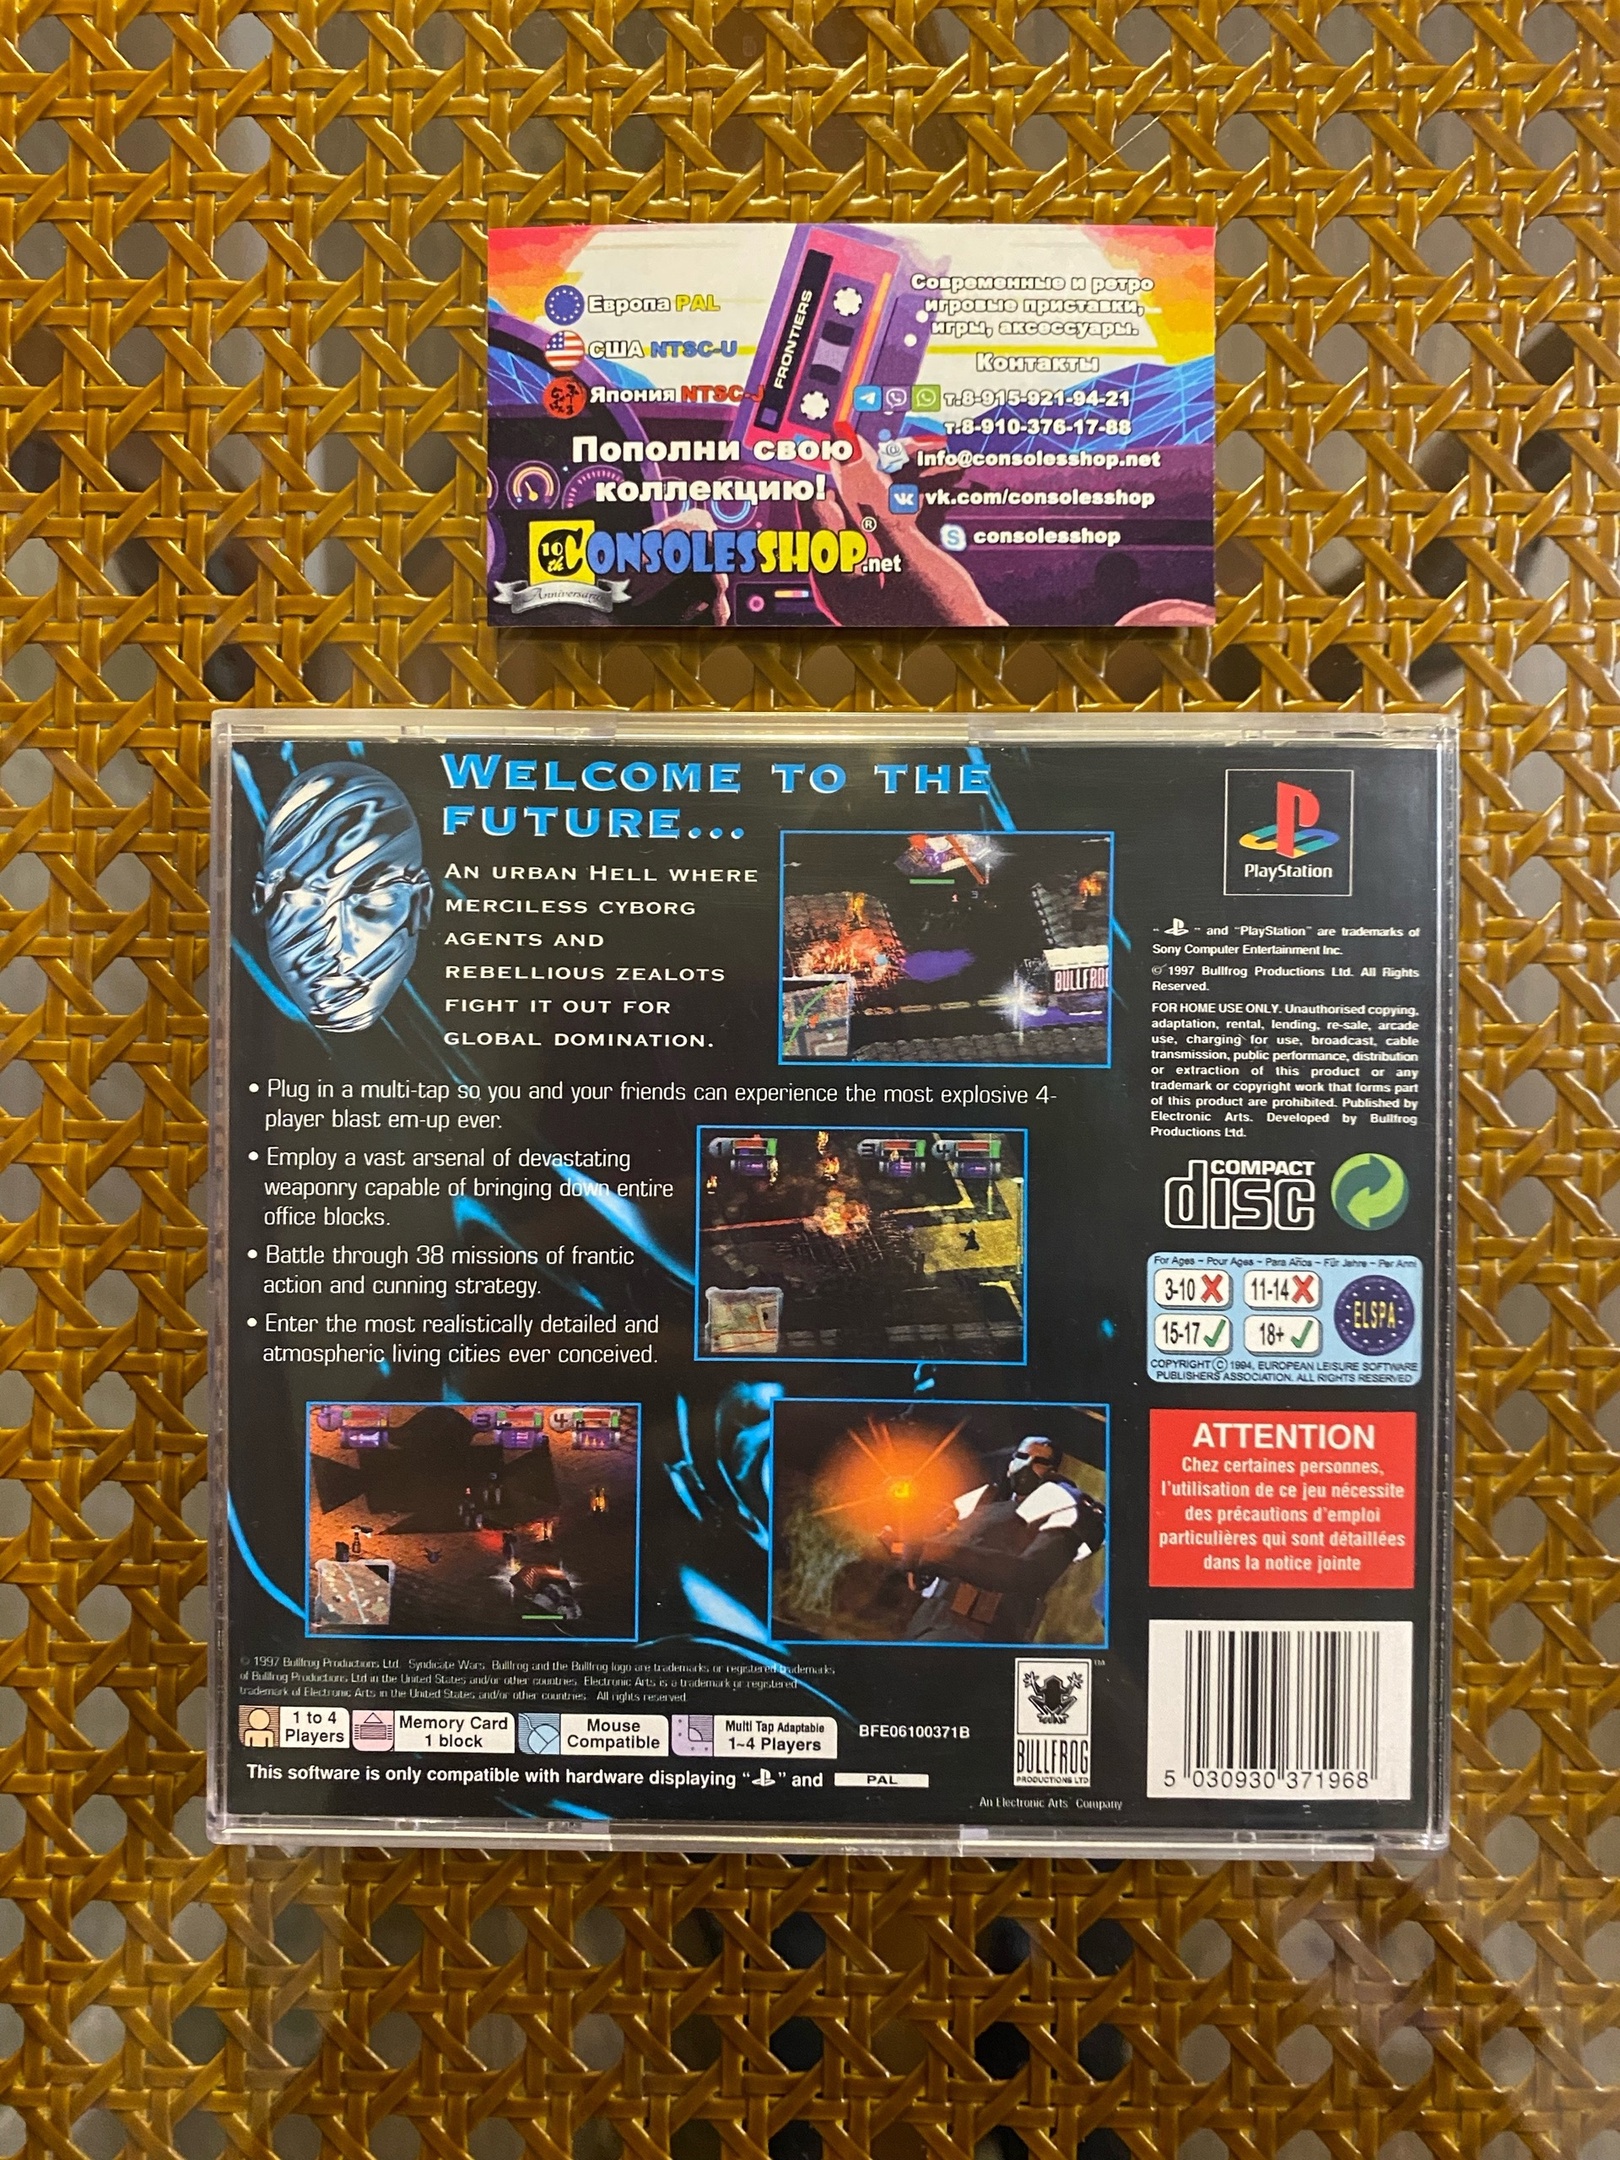 Европа PAL
США NTSC-U
Япония NTSC-J
Пополни свою
коллекцию!
10th
CONSOLESSHOP.net
®
Anniversary
FRONTIERS
Современные и ретро
игровые приставки,
игры, аксессуары.
Контакты
т.8-915-921-94-21
т.8-910-376-17-88
info@consolesshop.net
vk.com/consolesshop
consolesshop
WELCOME TO THE
FUTURE...
AN URBAN HELL WHERE
MERCILESS CYBORG
AGENTS AND
REBELLIOUS ZEALOTS
FIGHT IT OUT FOR
GLOBAL DOMINATION.
BULLFROG
• Plug in a multi-tap so you and your friends can experience the most explosive 4-
player blast em-up ever.
• Employ a vast arsenal of devastating
weaponry capable of bringing down entire
office blocks.
• Battle through 38 missions of frantic
action and cunning strategy.
• Enter the most realistically detailed and
atmospheric living cities ever conceived.
© 1997 Bullfrog Productions Ltd. Syndicate Wars, Bullfrog and the Bullfrog logo are trademarks or registered trademarks
of Bullfrog Productions Ltd in the United States and/or other countries. Electronic Arts is a trademark or registered
trademark of Electronic Arts in the United States and/or other countries. All rights reserved.
1 to 4
Players
Memory Card
1 block
Mouse
Compatible
Multi Tap Adaptable
1~4 Players
BFE06100371B
This software is only compatible with hardware displaying " " and PAL
BULLFROG
PRODUCTIONS LTD
TM
An Electronic Arts Company
PlayStation
" " and "PlayStation" are trademarks of
Sony Computer Entertainment Inc.
© 1997 Bullfrog Productions Ltd. All Rights
Reserved.
FOR HOME USE ONLY. Unauthorised copying,
adaptation, rental, lending, re-sale, arcade
use, charging for use, broadcast, cable
transmission, public performance, distribution
or extraction of this product or any
trademark or copyright work that forms part
of this product are prohibited. Published by
Electronic Arts. Developed by Bullfrog
Productions Ltd.
COMPACT
disc
For Ages ~ Pour Ages ~ Para Años ~ Für Jahre ~ Per Anni
3-10 11-14
15-17 18+
ELSPA
COPYRIGHT © 1994, EUROPEAN LEISURE SOFTWARE
PUBLISHERS ASSOCIATION. ALL RIGHTS RESERVED
ATTENTION
Chez certaines personnes,
l'utilisation de ce jeu nécessite
des précautions d'emploi
particulières qui sont détaillées
dans la notice jointe
5 030930 371968